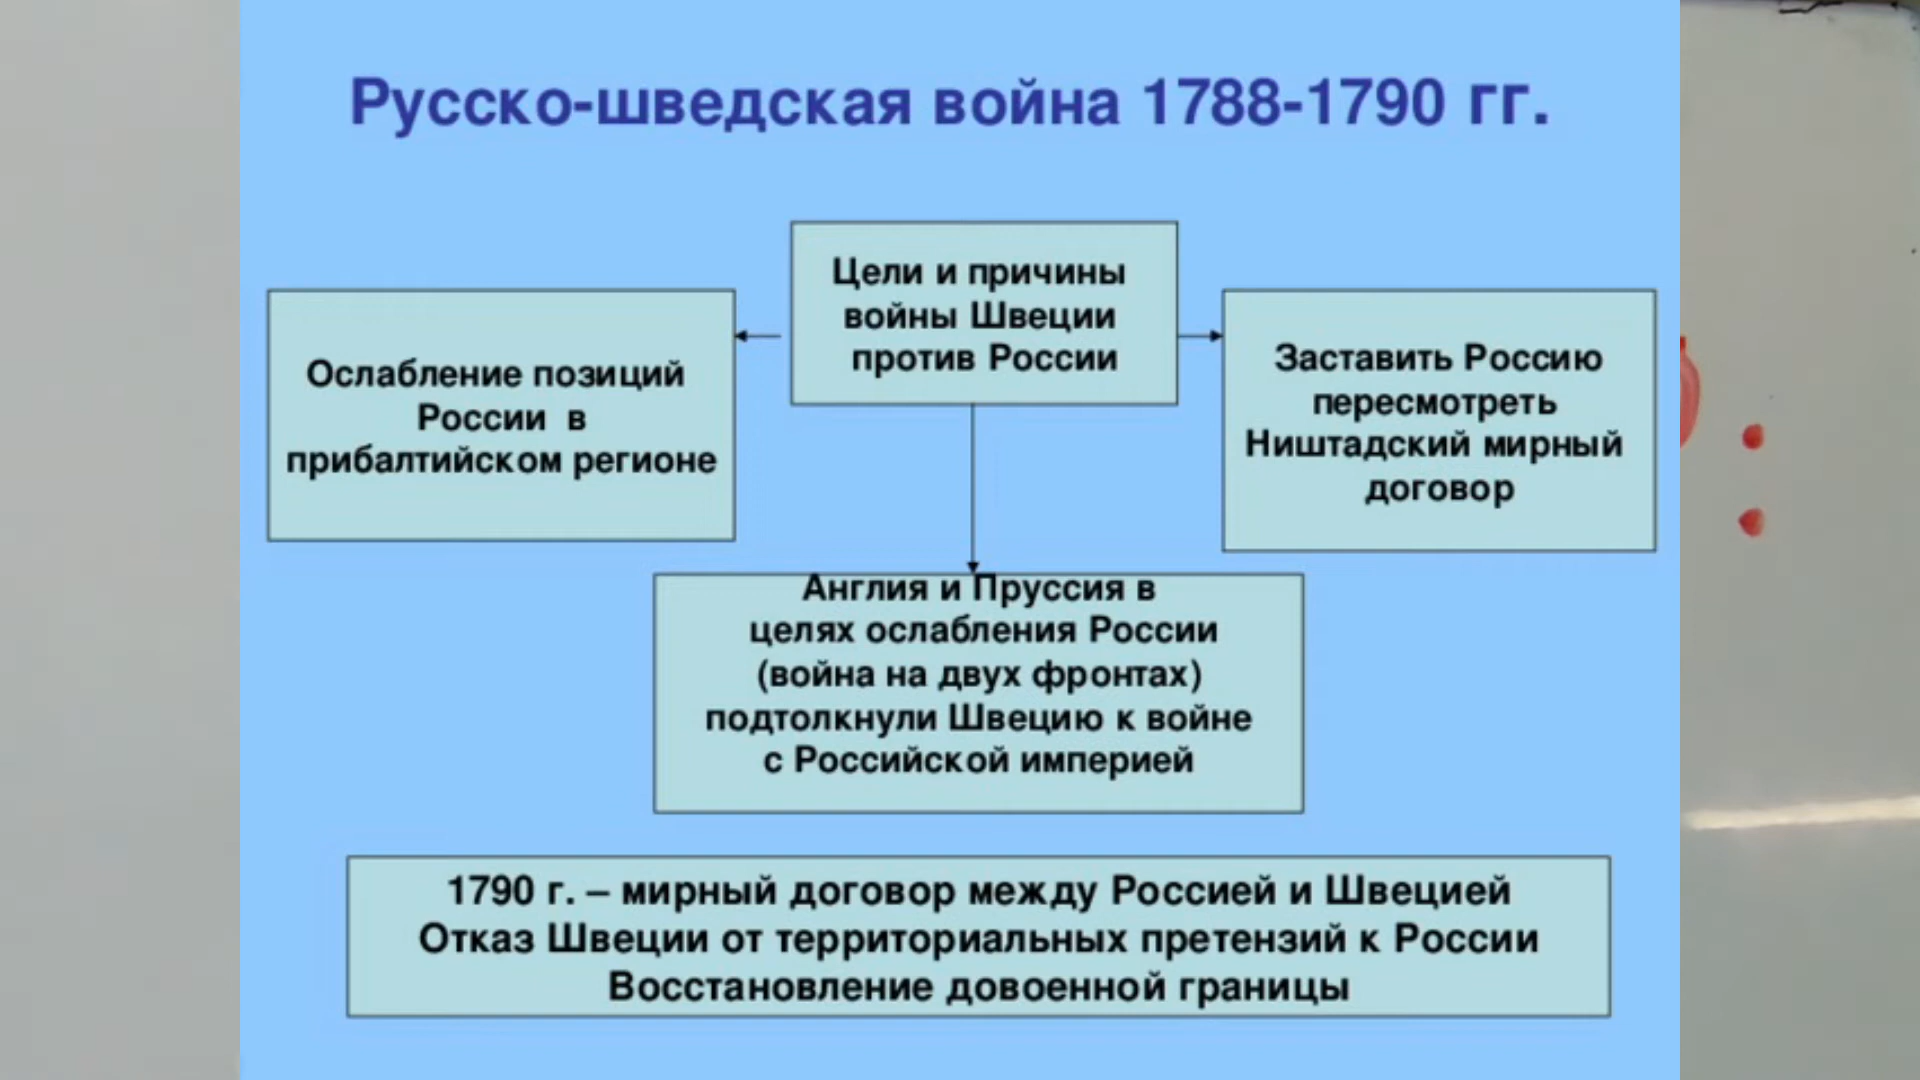 Русско-шведская война 1788-1790 гг.
Цели и причины
войны Швеции
против России
Ослабление позиций
России в
прибалтийском регионе
Заставить Россию
пересмотреть
Ништадский мирный
договор
Англия и Пруссия в
целях ослабления России
(война на двух фронтах)
подтолкнули Швецию к войне
с Российской империей
1790 г. – мирный договор между Россией и Швецией
Отказ Швеции от территориальных претензий к России
Восстановление довоенной границы